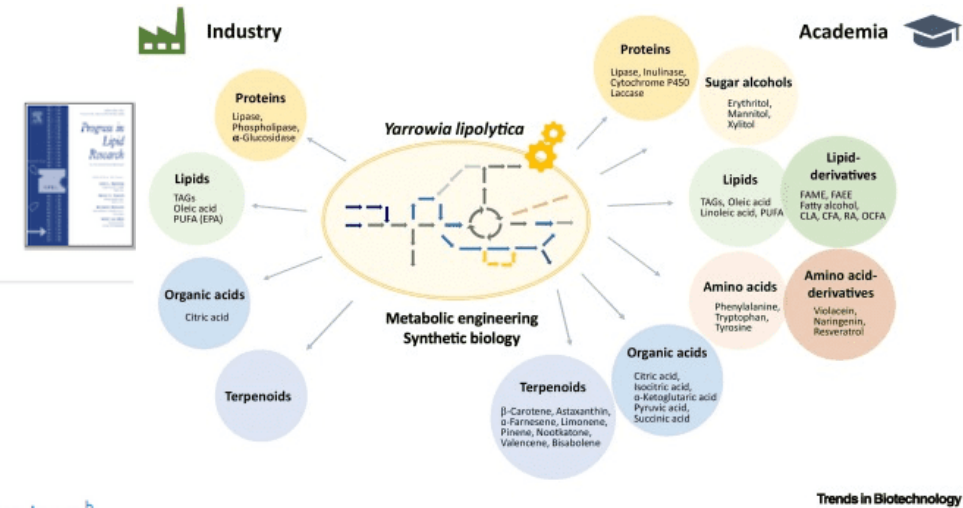 Industry
Academia
Progress in
Lipid
Research
Proteins
Lipase,
Phospholipase,
α-Glucosidase
Lipids
TAGs
Oleic acid
PUFA (EPA)
Organic acids
Citric acid
Terpenoids
Yarrowia lipolytica
Metabolic engineering
Synthetic biology
Proteins
Lipase, Inulinase,
Cytochrome P450
Laccase
Sugar alcohols
Erythritol,
Mannitol,
Xylitol
Lipids
TAGs, Oleic acid
Linoleic acid, PUFA
Lipid-
derivatives
FAME, FAEE
Fatty alcohol,
CLA, CFA, RA, OCFA
Amino acids
Phenylalanine,
Tryptophan,
Tyrosine
Amino acid-
derivatives
Violacein,
Naringenin,
Resveratrol
Organic acids
Citric acid,
Isocitric acid,
α-Ketoglutaric acid
Pyruvic acid,
Succinic acid
Terpenoids
β-Carotene, Astaxanthin,
α-Farnesene, Limonene,
Pinene, Nootkatone,
Valencene, Bisabolene
Trends in Biotechnology